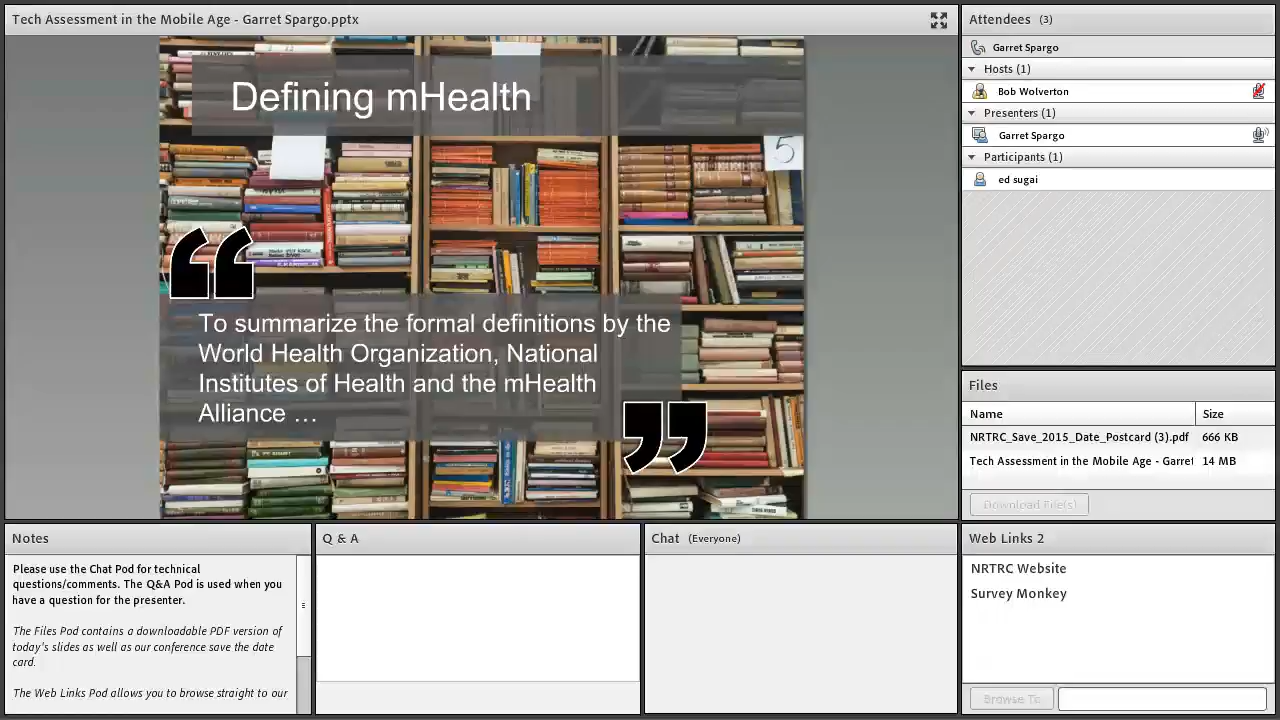 Tech Assessment in the Mobile Age - Garret Spargo.pptx
Defining mHealth
5
To summarize the formal definitions by the
World Health Organization, National
Institutes of Health and the mHealth
Alliance …
Attendees (3)
Garret Spargo
Hosts (1)
Bob Wolverton
Presenters (1)
Garret Spargo
Participants (1)
ed sugai
Files
Name Size
NRTRC_Save_2015_Date_Postcard (3).pdf 666 KB
Tech Assessment in the Mobile Age - Garret 14 MB
Download File(s)
Notes
Please use the Chat Pod for technical
questions/comments. The Q&A Pod is used when you
have a question for the presenter.
The Files Pod contains a downloadable PDF version of
today's slides as well as our conference save the date
card.
The Web Links Pod allows you to browse straight to our
Q & A
Chat (Everyone)
Web Links 2
NRTRC Website
Survey Monkey
Browse To